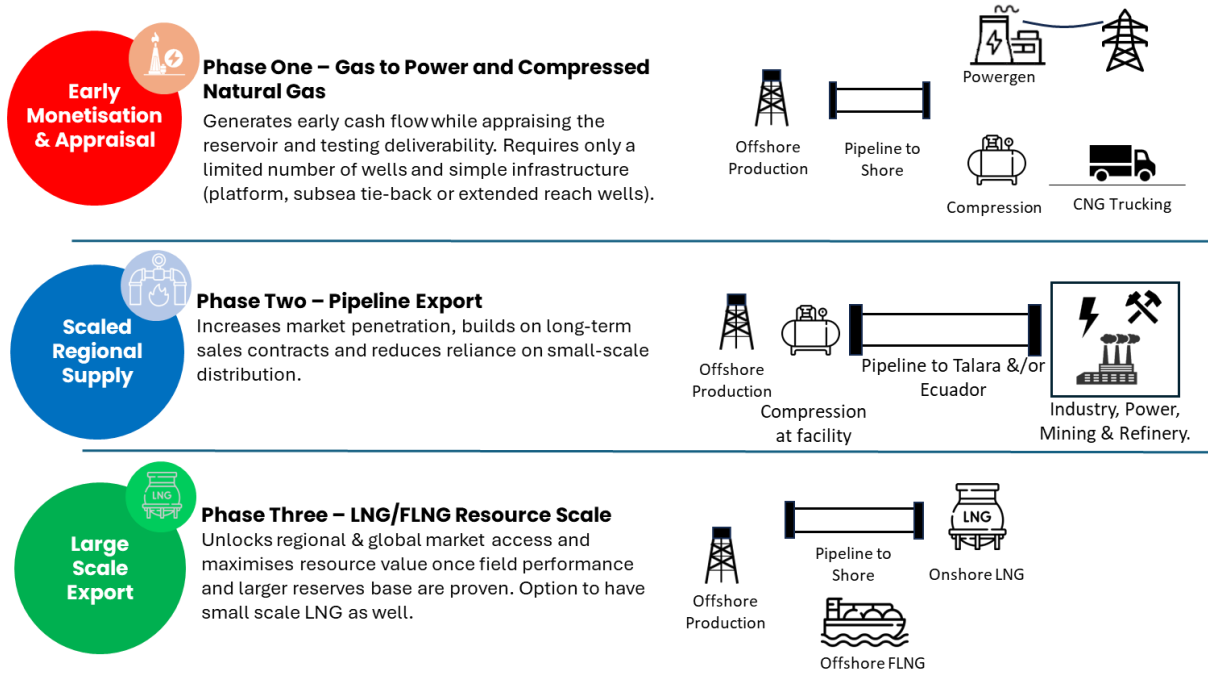 Early
Monetisation
& Appraisal
Phase One – Gas to Power and Compressed
Natural Gas
Generates early cash flow while appraising the
reservoir and testing deliverability. Requires only a
limited number of wells and simple infrastructure
(platform, subsea tie-back or extended reach wells).
Offshore
Production
Pipeline to
Shore
Powergen
Compression
CNG Trucking
Scaled
Regional
Supply
Phase Two – Pipeline Export
Increases market penetration, builds on long-term
sales contracts and reduces reliance on small-scale
distribution.
Offshore
Production
Compression
at facility
Pipeline to Talara &/or
Ecuador
Industry, Power,
Mining & Refinery.
Large
Scale
Export
LNG
Phase Three – LNG/FLNG Resource Scale
Unlocks regional & global market access and
maximises resource value once field performance
and larger reserves base are proven. Option to have
small scale LNG as well.
Offshore
Production
Pipeline to
Shore
LNG
Onshore LNG
Offshore FLNG